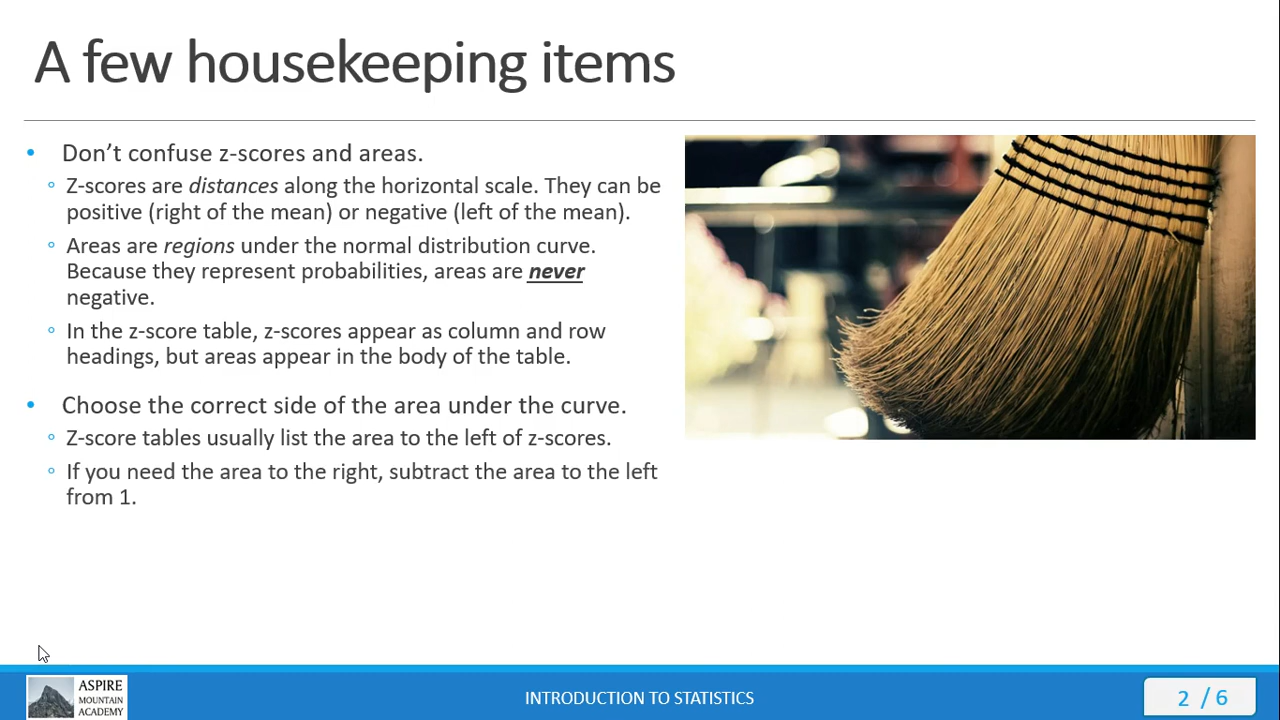 A few housekeeping items
• Don’t confuse z-scores and areas.
◦ Z-scores are distances along the horizontal scale. They can be
positive (right of the mean) or negative (left of the mean).
◦ Areas are regions under the normal distribution curve.
Because they represent probabilities, areas are never
negative.
◦ In the z-score table, z-scores appear as column and row
headings, but areas appear in the body of the table.
• Choose the correct side of the area under the curve.
◦ Z-score tables usually list the area to the left of z-scores.
◦ If you need the area to the right, subtract the area to the left
from 1.
ASPIRE
MOUNTAIN
ACADEMY
INTRODUCTION TO STATISTICS
2 / 6